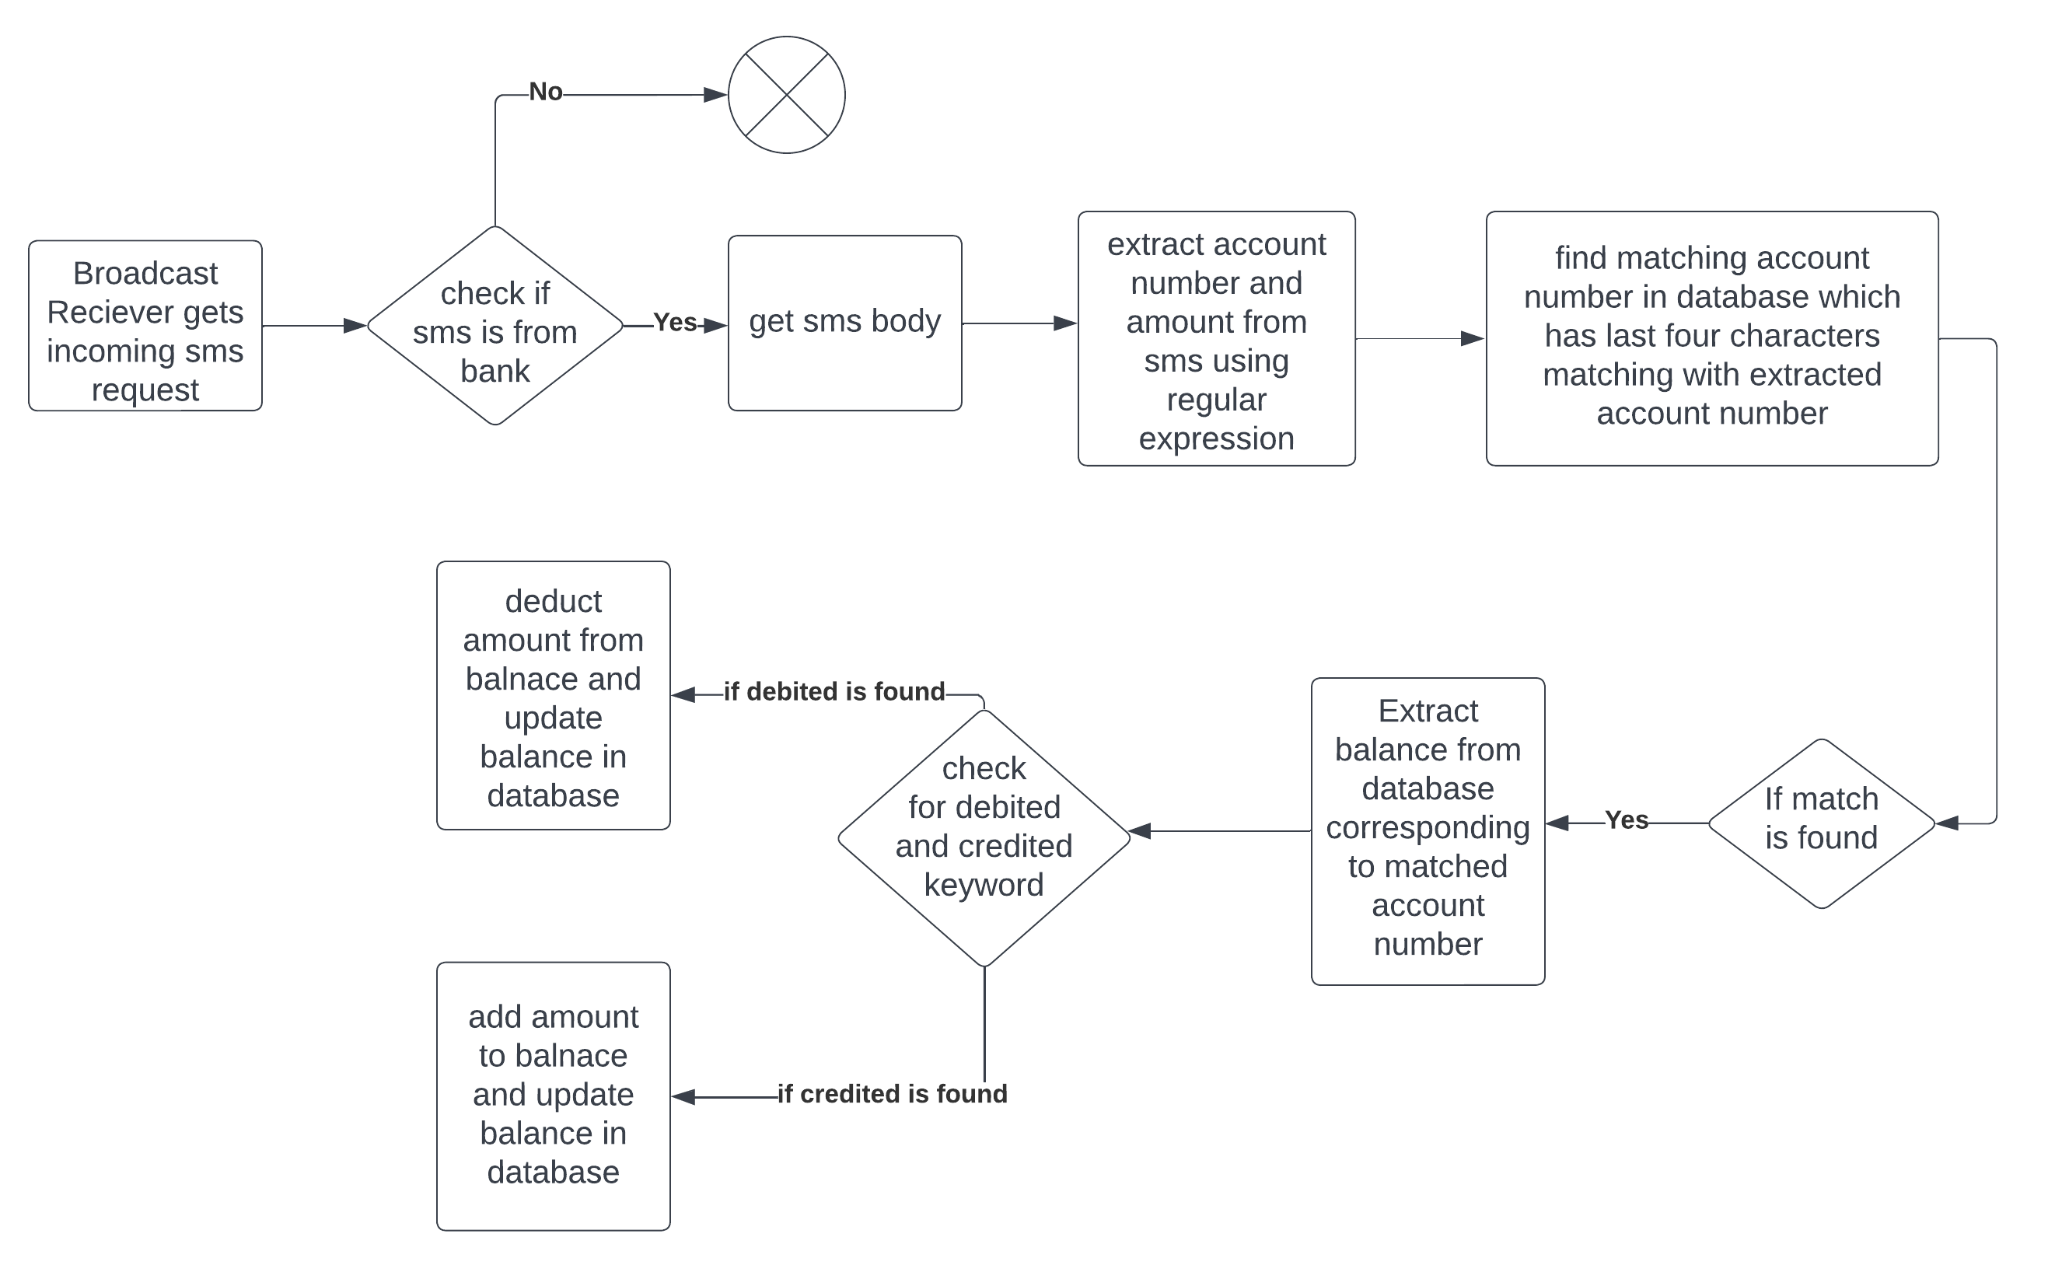 No
Broadcast
Reciever gets
incoming sms
request
check if
sms is from
bank
Yes
get sms body
extract account
number and
amount from
sms using
regular
expression
find matching account
number in database which
has last four characters
matching with extracted
account number
If match
is found
Yes
Extract
balance from
database
corresponding
to matched
account
number
check
for debited
and credited
keyword
if debited is found
deduct
amount from
balnace and
update
balance in
database
if credited is found
add amount
to balnace
and update
balance in
database